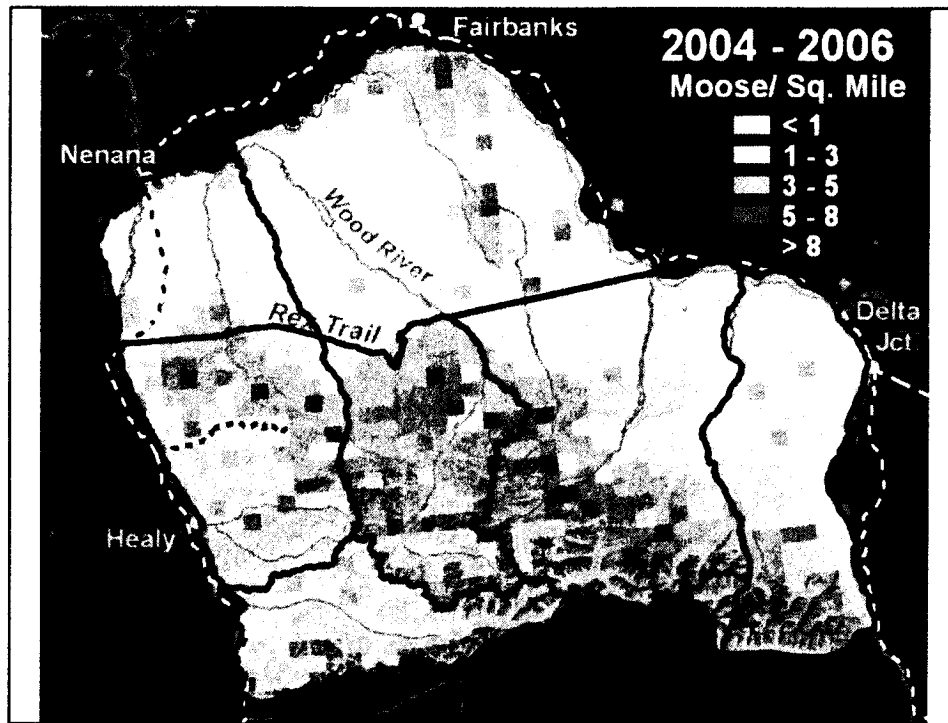 Fairbanks
2004 - 2006
Moose/ Sq. Mile
< 1
1 - 3
3 - 5
5 - 8
> 8
Nenana
Wood River
Rex Trail
Delta
Jct.
Healy